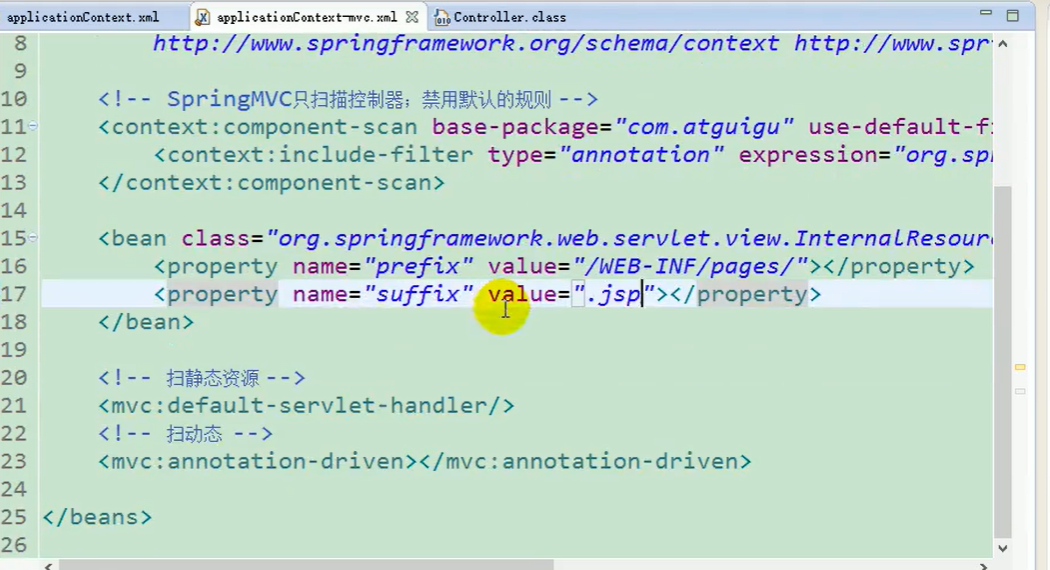 applicationContext.xml applicationContext-mvc.xml Controller.class
8 http://www.springframework.org/schema/context http://www.spr
9
10 <!-- SpringMVC只扫描控制器；禁用默认的规则 -->
11 <context:component-scan base-package="com.atguigu" use-default-fi
12 <context:include-filter type="annotation" expression="org.spr
13 </context:component-scan>
14
15 <bean class="org.springframework.web.servlet.view.InternalResour
16 <property name="prefix" value="/WEB-INF/pages/"></property>
17 <property name="suffix" value=".jsp"></property>
18 </bean>
19
20 <!-- 扫静态资源 -->
21 <mvc:default-servlet-handler/>
22 <!-- 扫动态 -->
23 <mvc:annotation-driven></mvc:annotation-driven>
24
25 </beans>
26